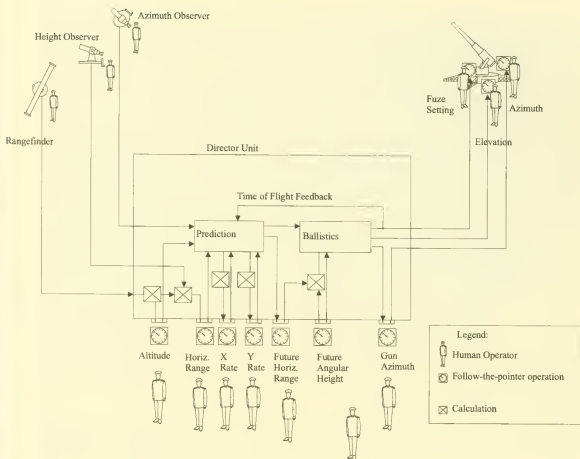 Azimuth Observer
Height Observer
Rangefinder
Fuze
Setting
Azimuth
Elevation
Director Unit
Time of Flight Feedback
Prediction
Ballistics
Altitude
Horiz.
Range
X
Rate
Y
Rate
Future
Horiz.
Range
Future
Angular
Height
Gun
Azimuth
Legend:
Human Operator
Follow-the-pointer operation
Calculation